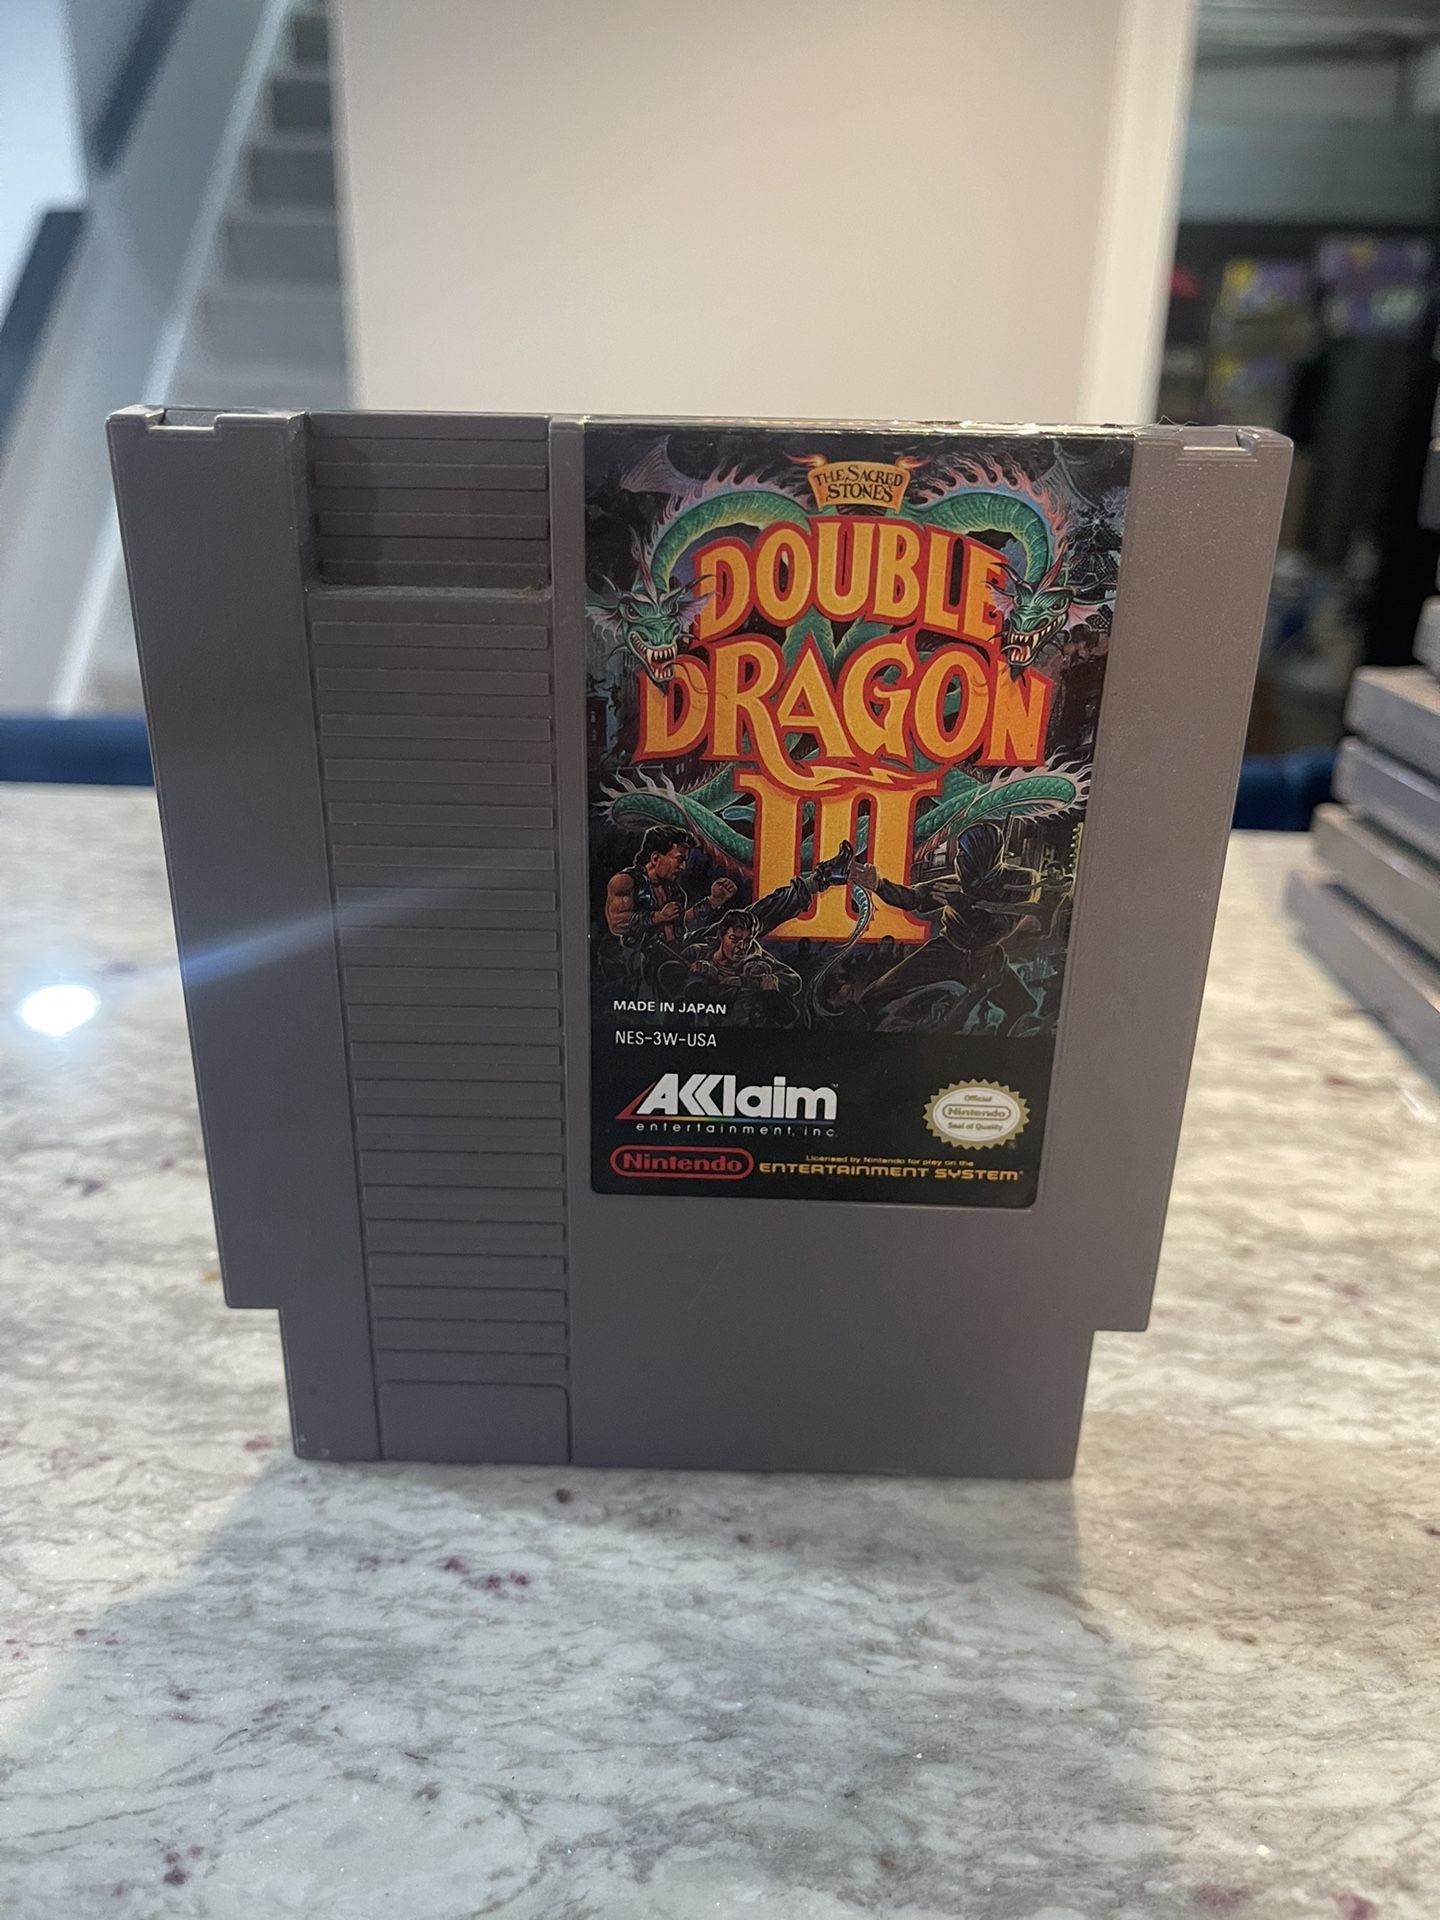 THE SACRED
STONES
DOUBLE
DRAGON
III
MADE IN JAPAN
NES-3W-USA
AKKlaim™
entertainment, inc.
Official
Nintendo
Seal of Quality
Nintendo
Licensed by Nintendo for play on the
ENTERTAINMENT SYSTEM®